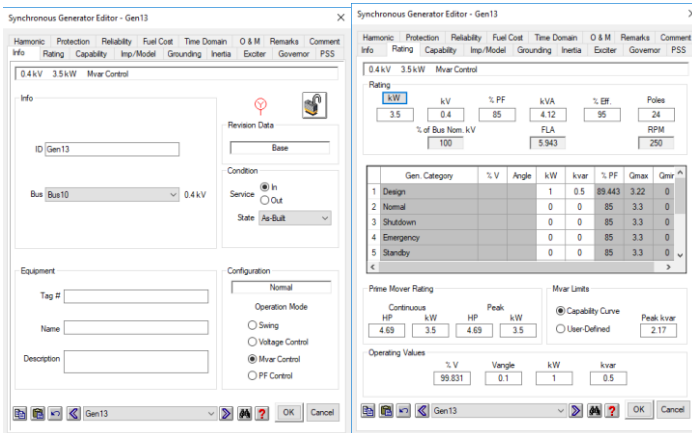 Synchronous Generator Editor - Gen13
Harmonic Protection Reliability Fuel Cost Time Domain O & M Remarks Comment
Info Rating Capability Imp/Model Grounding Inertia Exciter Governor PSS
0.4 kV 3.5 kW Mvar Control
Info
Revision Data
Base
ID Gen13
Condition
Bus Bus10 0.4 kV
Service In
Out
State As-Built
Equipment
Configuration
Tag #
Normal
Operation Mode
Name
Swing
Voltage Control
Description
Mvar Control
PF Control
Gen13 OK Cancel
Synchronous Generator Editor - Gen13
Harmonic Protection Reliability Fuel Cost Time Domain O & M Remarks Comment
Info Rating Capability Imp/Model Grounding Inertia Exciter Governor PSS
0.4 kV 3.5 kW Mvar Control
Rating
kW kV % PF kVA % Eff. Poles
3.5 0.4 85 4.12 95 24
% of Bus Nom. kV FLA RPM
100 5.943 250
Gen. Category % V Angle kW kvar % PF Qmax Qmin
1 Design 1 0.5 89.443 3.22 0
2 Normal 0 0 85 3.3 0
3 Shutdown 0 0 85 3.3 0
4 Emergency 0 0 85 3.3 0
5 Standby 0 0 85 3.3 0
Prime Mover Rating Mvar Limits
Continuous Peak
HP kW HP kW
4.69 3.5 4.69 3.5
Capability Curve
User-Defined
Peak kvar
2.17
Operating Values
% V Vangle kW kvar
99.831 0.1 1 0.5
Gen13 OK Cancel